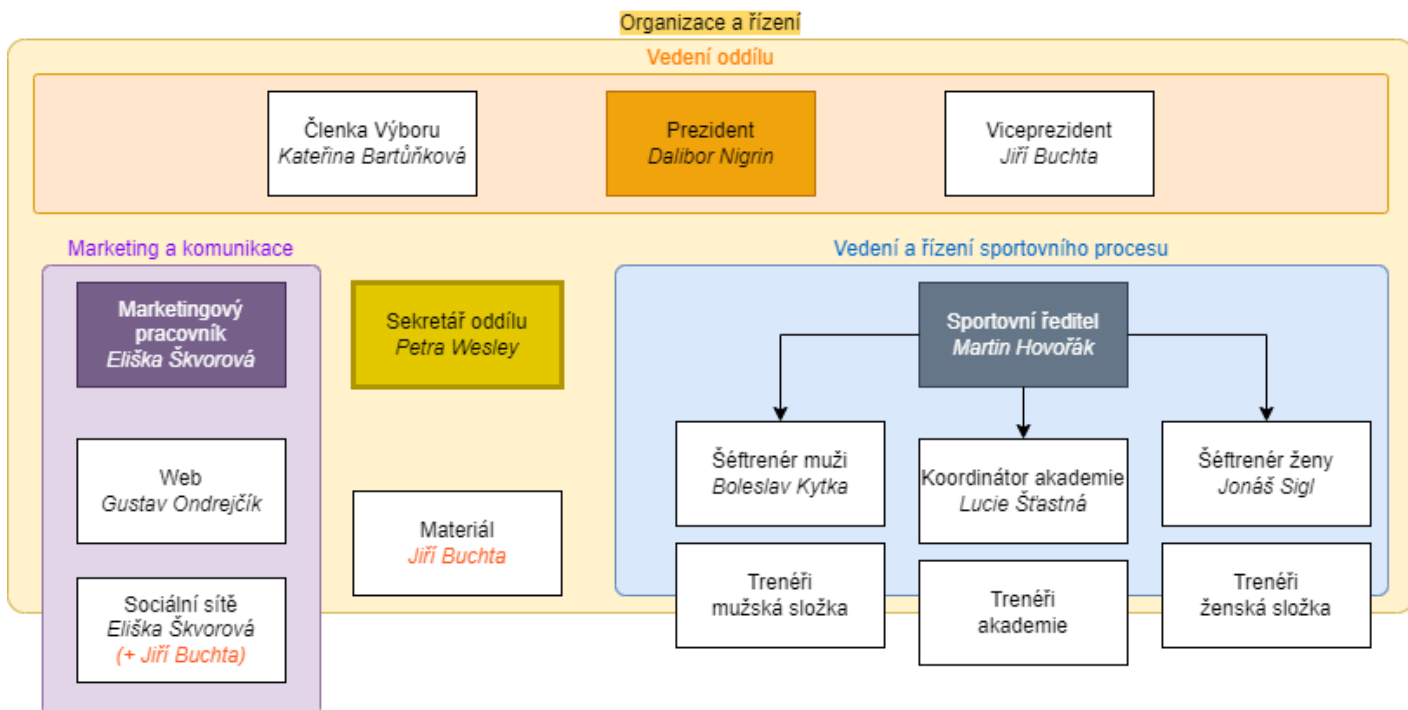 Organizace a řízení
Vedení oddílu
Členka Výboru
Kateřina Bartůňková
Prezident
Dalibor Nigrin
Viceprezident
Jiří Buchta
Marketing a komunikace
Marketingový
pracovník
Eliška Škvorová
Web
Gustav Ondrejčík
Sociální sítě
Eliška Škvorová
(+ Jiří Buchta)
Sekretář oddílu
Petra Wesley
Materiál
Jiří Buchta
Vedení a řízení sportovního procesu
Sportovní ředitel
Martin Hovořák
Šéftrenér muži
Boleslav Kytka
Koordinátor akademie
Lucie Šťastná
Šéftrenér ženy
Jonáš Sigl
Trenéři
mužská složka
Trenéři
akademie
Trenéři
ženská složka